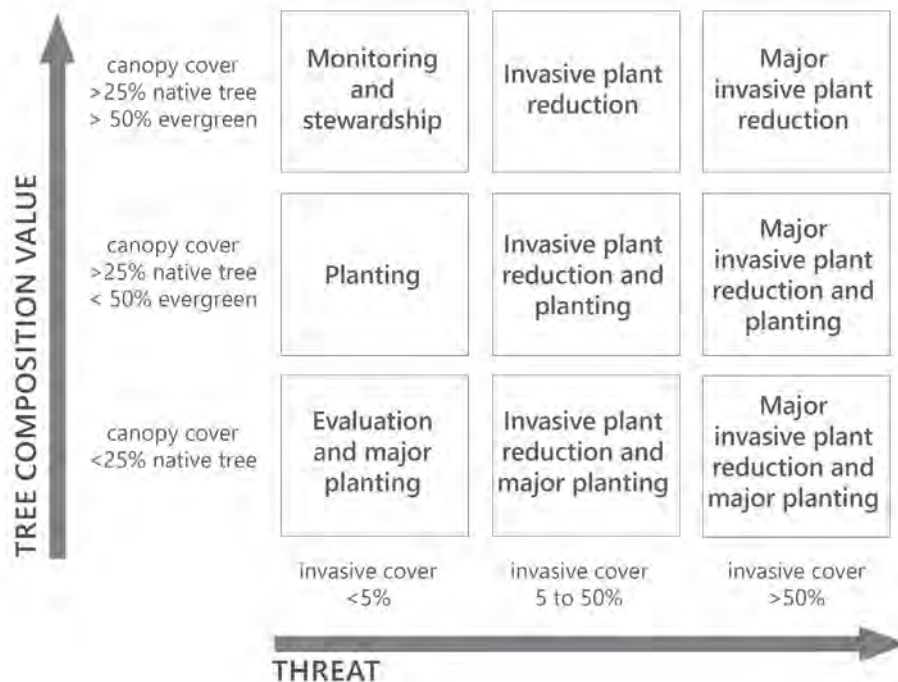 TREE COMPOSITION VALUE
canopy cover
>25% native tree
> 50% evergreen
Monitoring
and
stewardship
Invasive plant
reduction
Major
invasive plant
reduction
canopy cover
>25% native tree
< 50% evergreen
Planting
Invasive plant
reduction and
planting
Major
invasive plant
reduction and
planting
canopy cover
<25% native tree
Evaluation
and major
planting
Invasive plant
reduction and
major planting
Major
invasive plant
reduction and
major planting
invasive cover
<5%
invasive cover
5 to 50%
invasive cover
>50%
THREAT